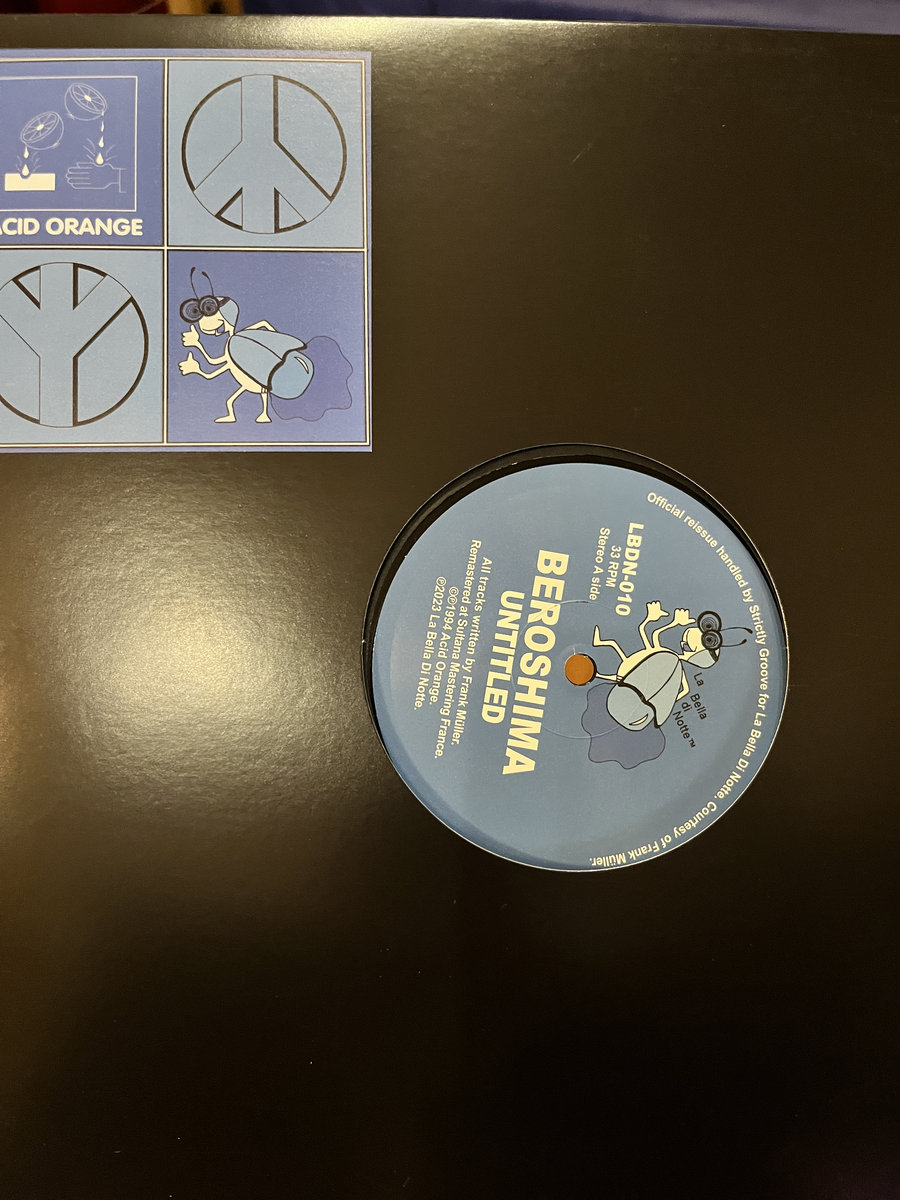 ACID ORANGE
Official reissue handled by Strictly Groove for La Bella Di Notte. Courtesy of Frank Müller.
LBDN-010
33 RPM
Stereo A side
La
Bella
di
Notte™
BEROSHIMA
UNTITLED
All tracks written by Frank Müller.
Remastered at Sultana Mastering France.
©℗1994 Acid Orange.
℗2023 La Bella Di Notte.